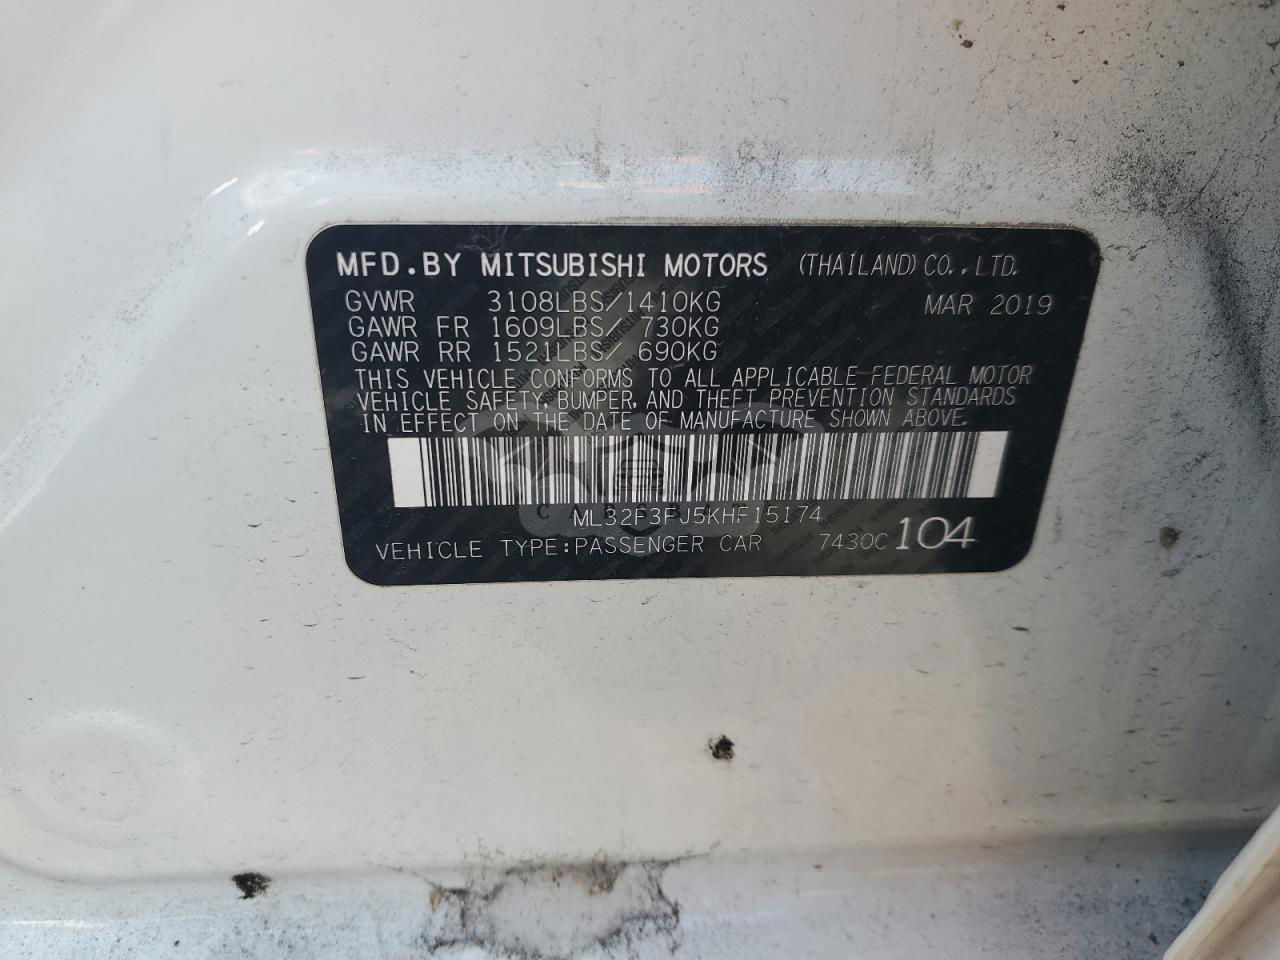 MFD.BY MITSUBISHI MOTORS (THAILAND)CO.,LTD.
GVWR 3108LBS/1410KG MAR 2019
GAWR FR 1609LBS/ 730KG
GAWR RR 1521LBS/ 690KG
THIS VEHICLE CONFORMS TO ALL APPLICABLE FEDERAL MOTOR
VEHICLE SAFETY, BUMPER, AND THEFT PREVENTION STANDARDS
IN EFFECT ON THE DATE OF MANUFACTURE SHOWN ABOVE.
ML32F3FJ5KHF15174
VEHICLE TYPE:PASSENGER CAR 7430C 104